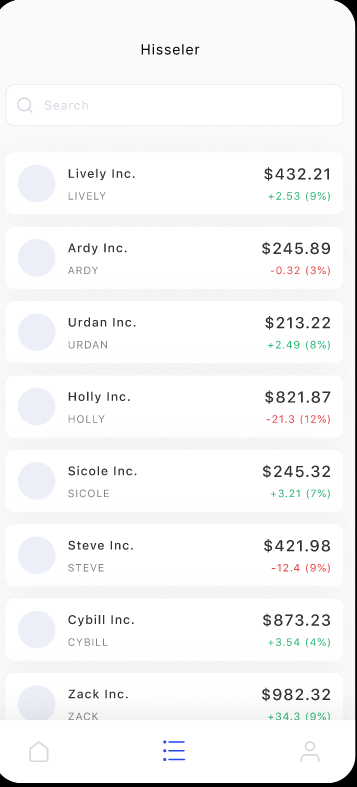 Hisseler
Search
Lively Inc. $432.21
LIVELY +2.53 (9%)
Ardy Inc. $245.89
ARDY -0.32 (3%)
Urdan Inc. $213.22
URDAN +2.49 (8%)
Holly Inc. $821.87
HOLLY -21.3 (12%)
Sicole Inc. $245.32
SICOLE +3.21 (7%)
Steve Inc. $421.98
STEVE -12.4 (9%)
Cybill Inc. $873.23
CYBILL +3.54 (4%)
Zack Inc. $982.32
ZACK +34.3 (9%)